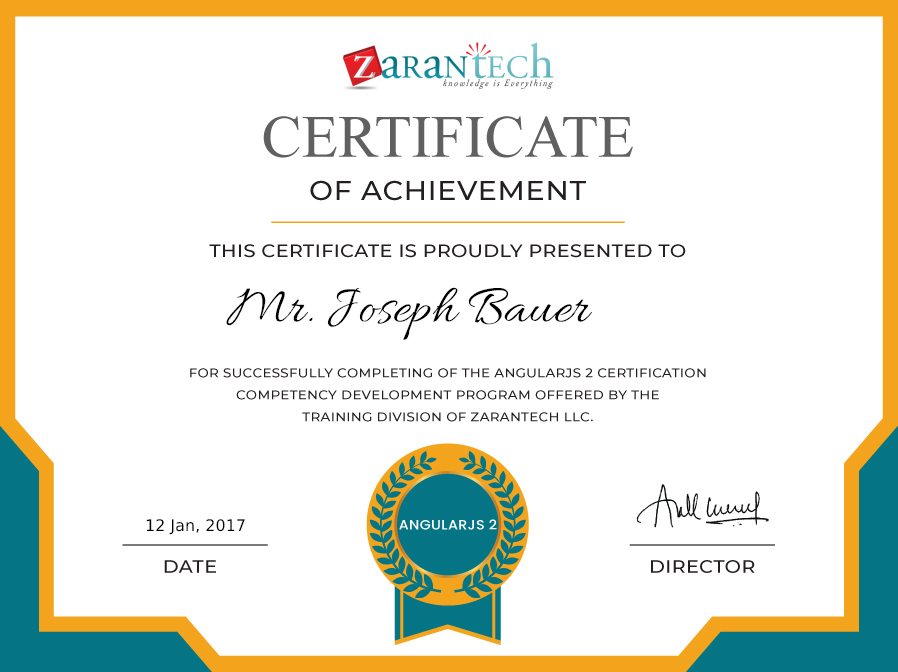 ZaranTech
knowledge is Everything
CERTIFICATE
OF ACHIEVEMENT
THIS CERTIFICATE IS PROUDLY PRESENTED TO
Mr. Joseph Bauer
FOR SUCCESSFULLY COMPLETING OF THE ANGULARJS 2 CERTIFICATION
COMPETENCY DEVELOPMENT PROGRAM OFFERED BY THE
TRAINING DIVISION OF ZARANTECH LLC.
ANGULARJS 2
12 Jan, 2017
DATE
DIRECTOR